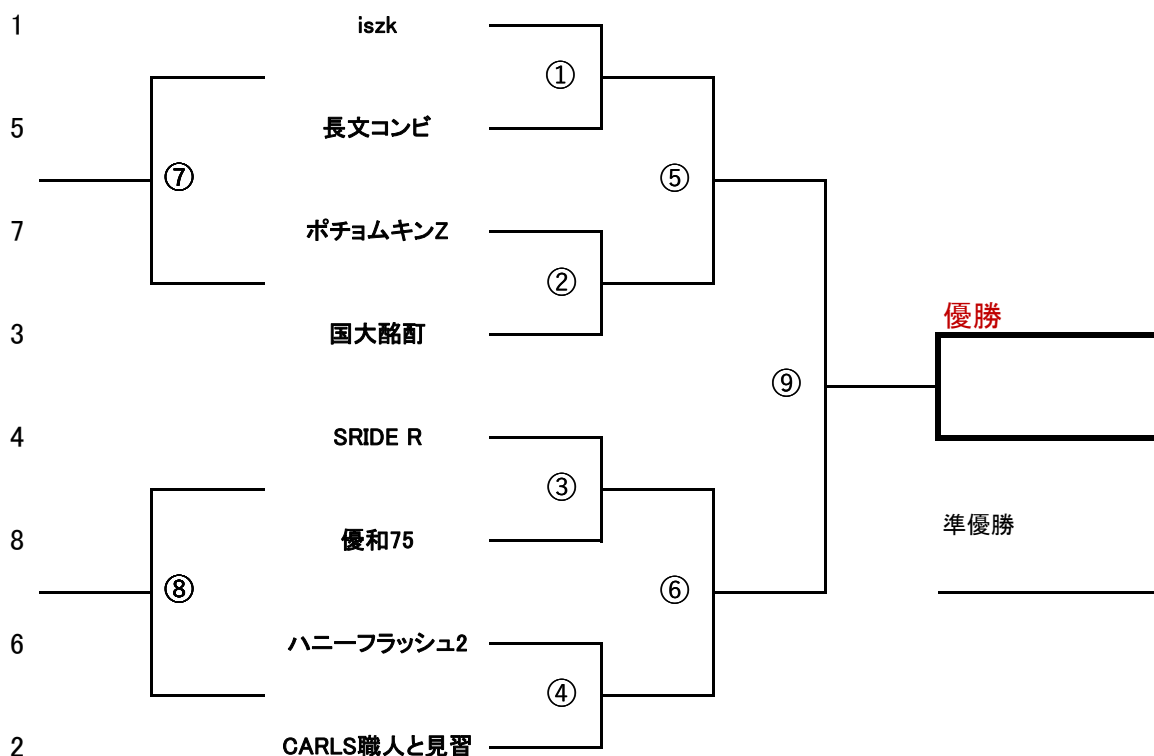 1 iszk
①
5 長文コンビ
⑦ ⑤
7 ポチョムキンZ
②
3 国大酩酊
優勝
⑨
4 SRIDE R
③
8 優和75
準優勝
⑧ ⑥
6 ハニーフラッシュ2
④
2 CARLS職人と見習